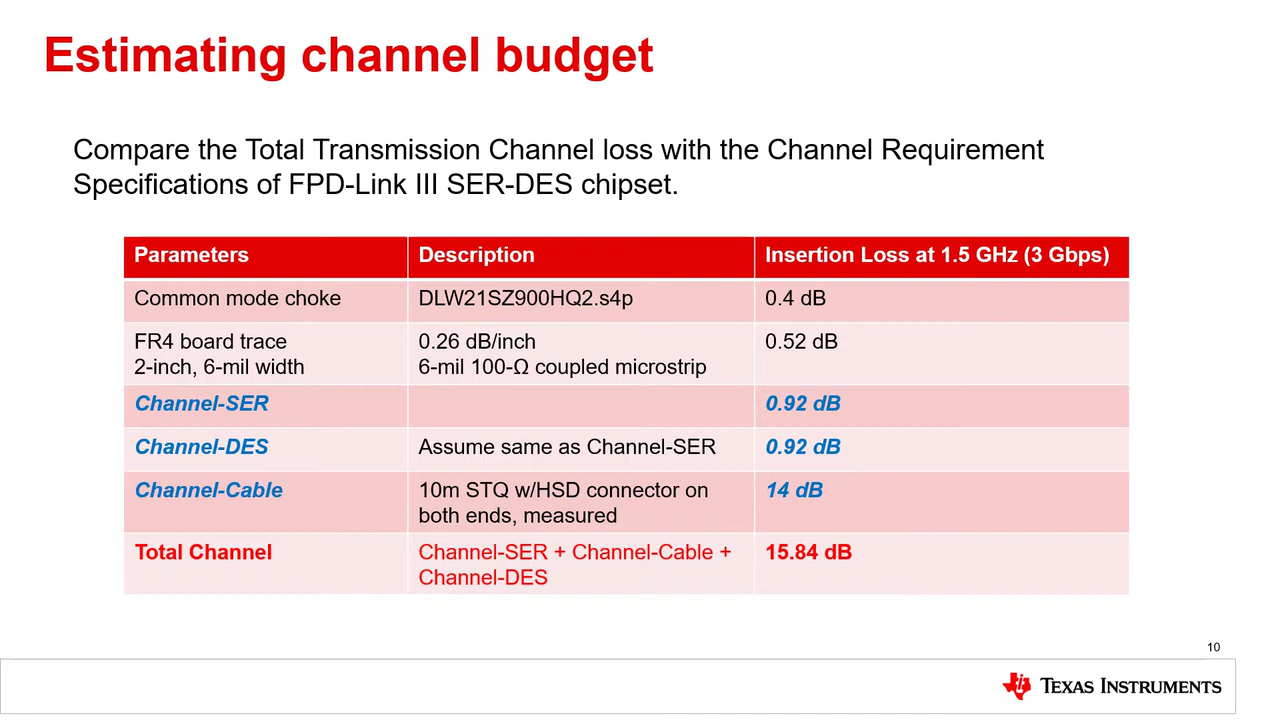 Estimating channel budget
Compare the Total Transmission Channel loss with the Channel Requirement
Specifications of FPD-Link III SER-DES chipset.
Parameters Description Insertion Loss at 1.5 GHz (3 Gbps)
Common mode choke DLW21SZ900HQ2.s4p 0.4 dB
FR4 board trace 0.26 dB/inch 0.52 dB
2-inch, 6-mil width 6-mil 100-Ω coupled microstrip
Channel-SER 0.92 dB
Channel-DES Assume same as Channel-SER 0.92 dB
Channel-Cable 10m STQ w/HSD connector on 14 dB
both ends, measured
Total Channel Channel-SER + Channel-Cable + 15.84 dB
Channel-DES
10
TEXAS INSTRUMENTS